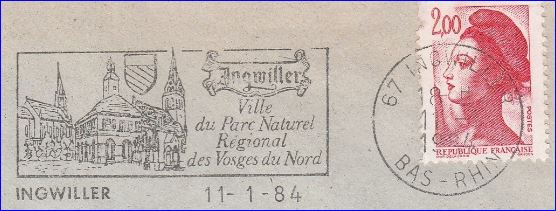 Ingwiller
Ville
du Parc Naturel
Régional
des Vosges du Nord
INGWILLER
11-1-84
2,00
POSTES
REPUBLIQUE FRANÇAISE
67
BAS-RHIN
18